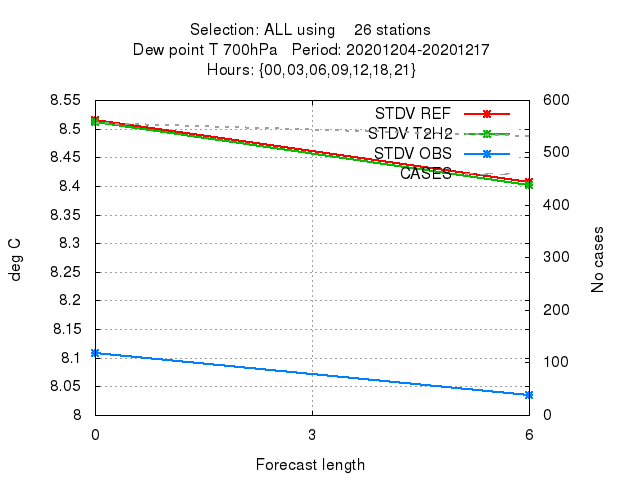 Selection: ALL using 26 stations
Dew point T 700hPa Period: 20201204-20201217
Hours: {00,03,06,09,12,18,21}
8.55
8.5
8.45
8.4
8.35
8.3
8.25
8.2
8.15
8.1
8.05
8
deg C
STDV REF
STDV T2H2
STDV OBS
CASES
600
500
400
300
200
100
0
No cases
0 3 6
Forecast length